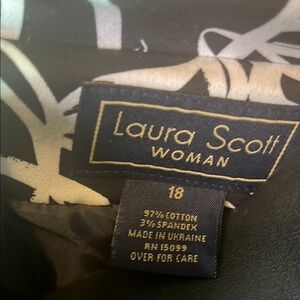 Laura Scott
WOMAN
18
97% COTTON
3% SPANDEX
MADE IN UKRAINE
RN 15099
OVER FOR CARE